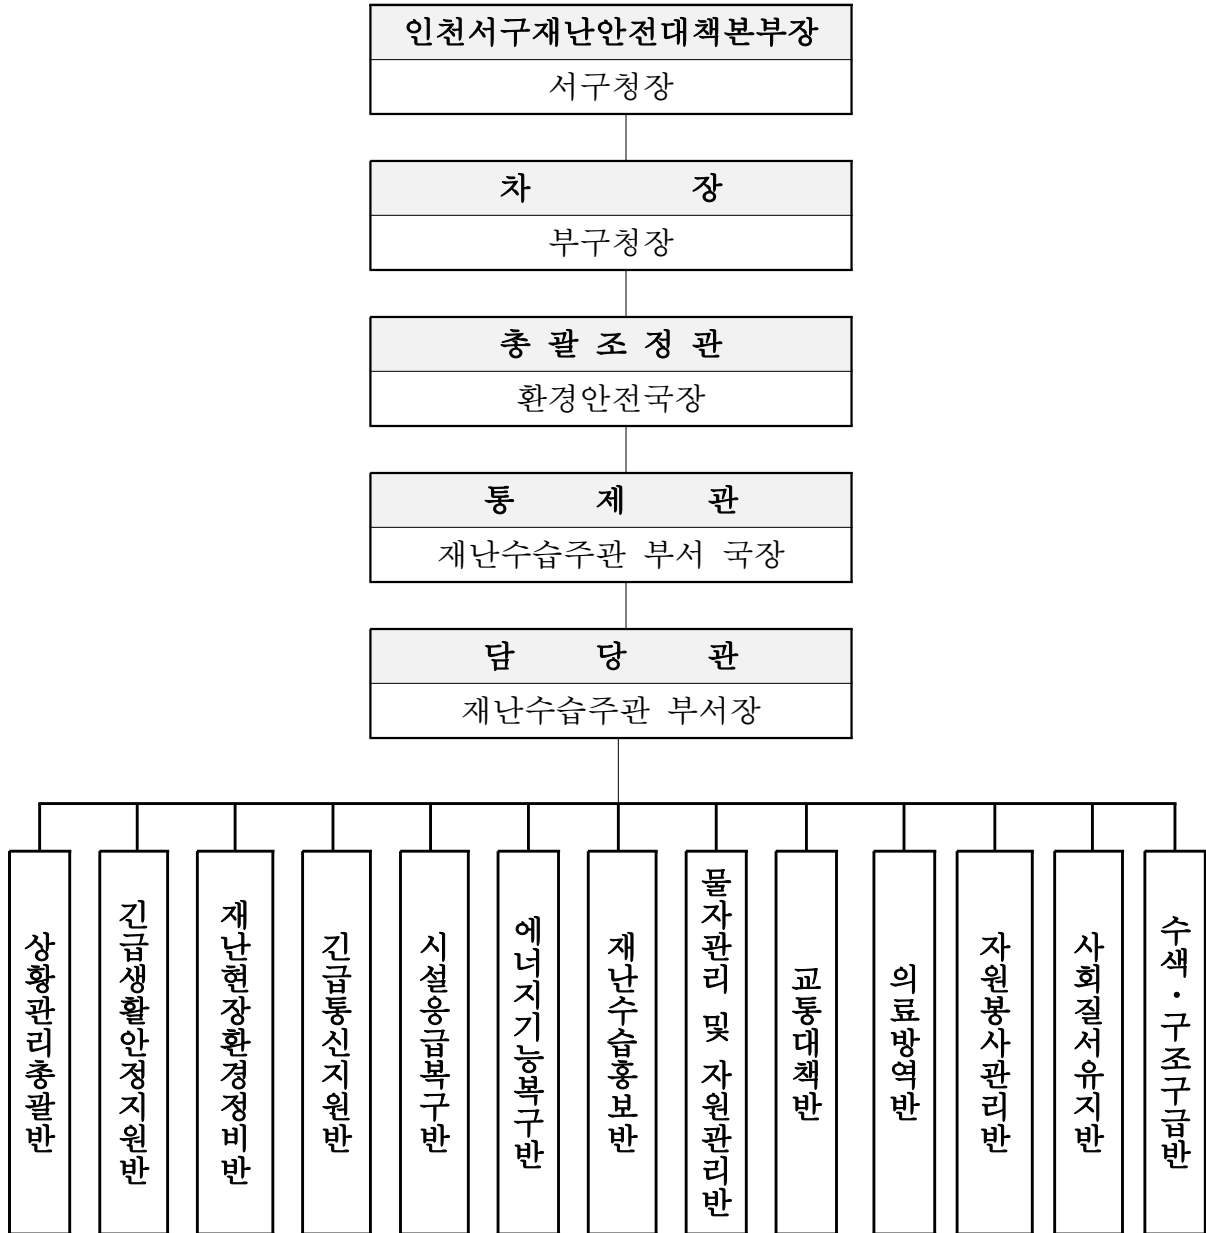 인천서구재난안전대책본부장
서구청장
차 장
부구청장
총 괄 조 정 관
환경안전국장
통 제 관
재난수습주관 부서 국장
담 당 관
재난수습주관 부서장
상황관리총괄반
긴급생활안정지원반
재난현장환경정비반
긴급통신지원반
시설응급복구반
에너지기능복구반
재난수습홍보반
물자관리 및 자원관리반
교통대책반
의료방역반
자원봉사관리반
사회질서유지반
수색·구조구급반